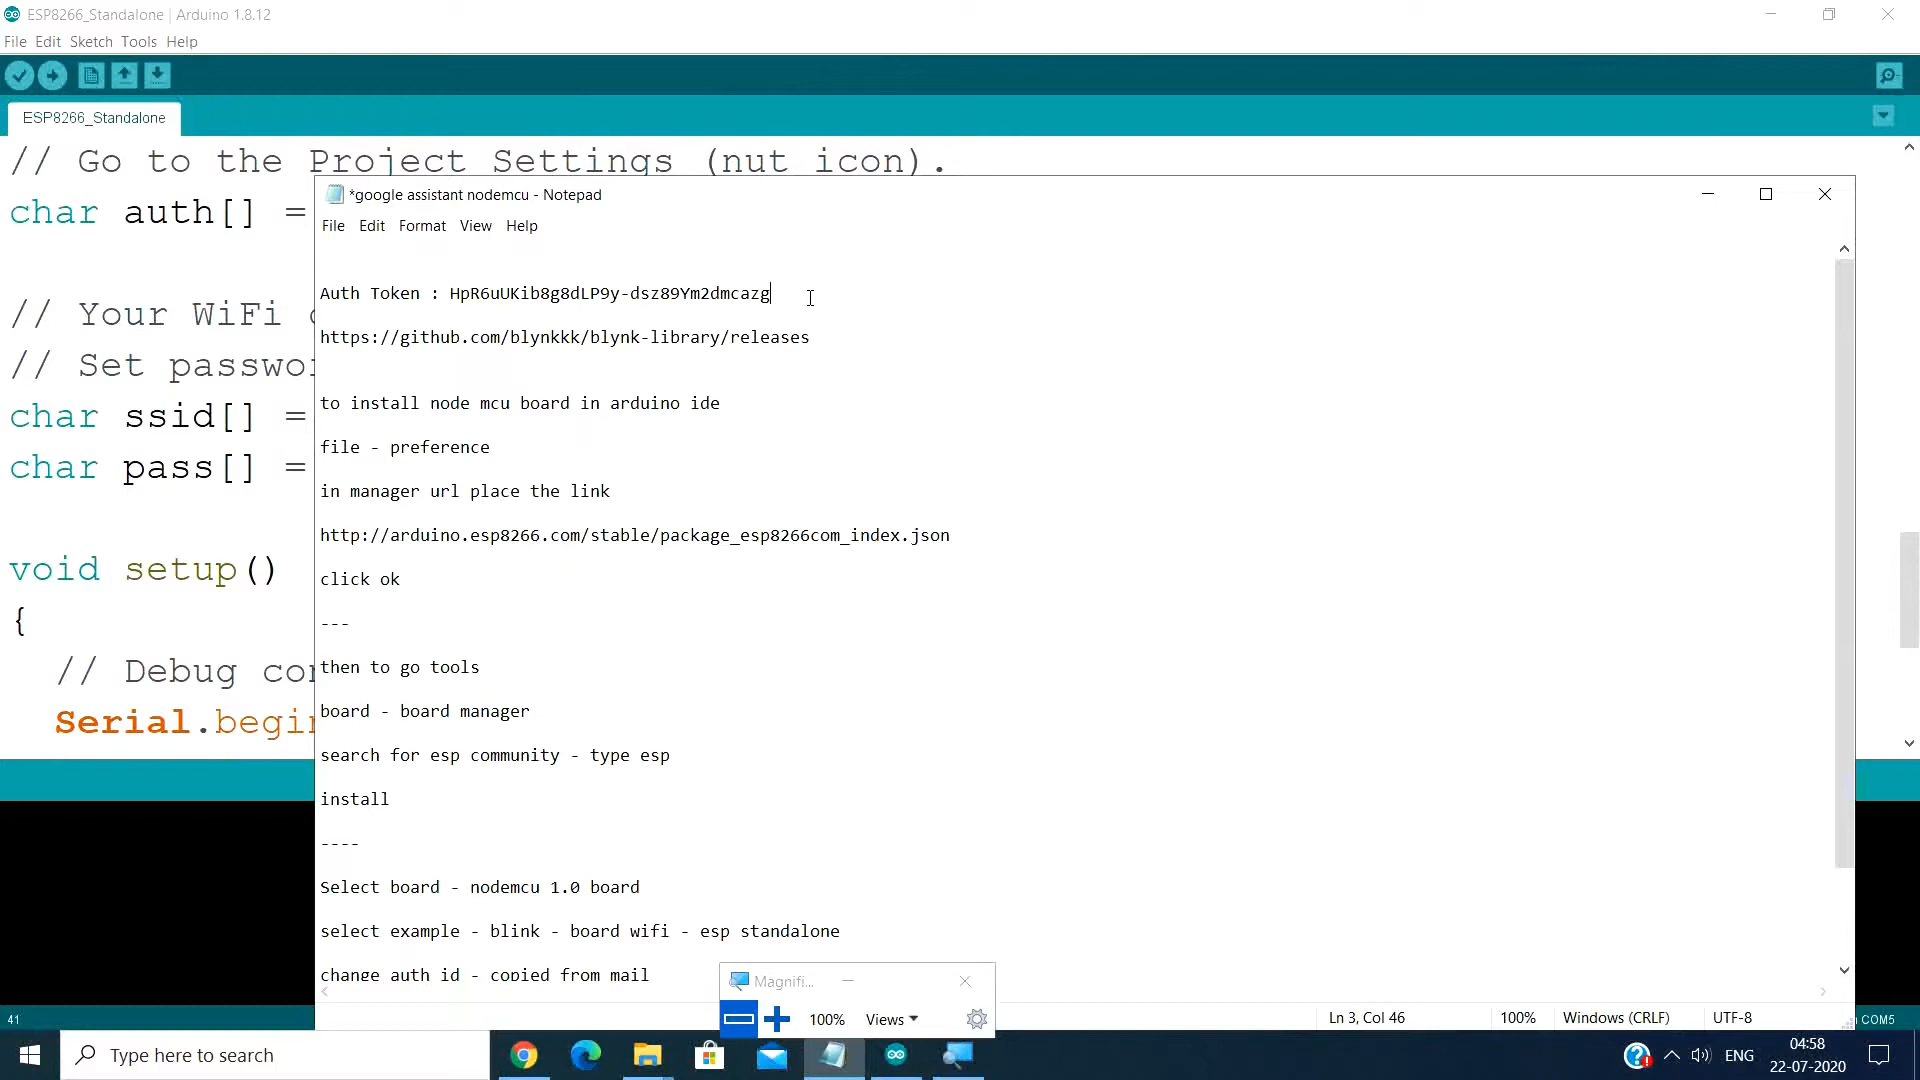 ESP8266_Standalone | Arduino 1.8.12
File Edit Sketch Tools Help
ESP8266_Standalone
// Go to the Project Settings (nut icon).
char auth[] =
// Your WiFi
// Set passwo
char ssid[] =
char pass[] =
void setup()
{
// Debug co
Serial.begi
41
*google assistant nodemcu - Notepad
File Edit Format View Help
Auth Token : HpR6uUKib8g8dLP9y-dsz89Ym2dmcazg
https://github.com/blynkkk/blynk-library/releases
to install node mcu board in arduino ide
file - preference
in manager url place the link
http://arduino.esp8266.com/stable/package_esp8266com_index.json
click ok
---
then to go tools
board - board manager
search for esp community - type esp
install
----
Select board - nodemcu 1.0 board
select example - blink - board wifi - esp standalone
change auth id - copied from mail
Magnifi...
100% Views
Ln 3, Col 46 100% Windows (CRLF) UTF-8
COM5
Type here to search
ENG
04:58
22-07-2020